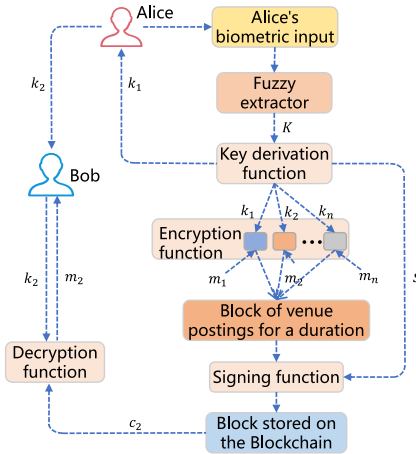 Alice
Alice's
biometric input
k₂
k₁
Fuzzy
extractor
K
Key derivation
function
Bob
k₁
k₂
kₙ
Encryption
function
k₂
m₂
m₁
m₂
mₙ
Block of venue
postings for a duration
Decryption
function
Signing function
c₂
Block stored on
the Blockchain